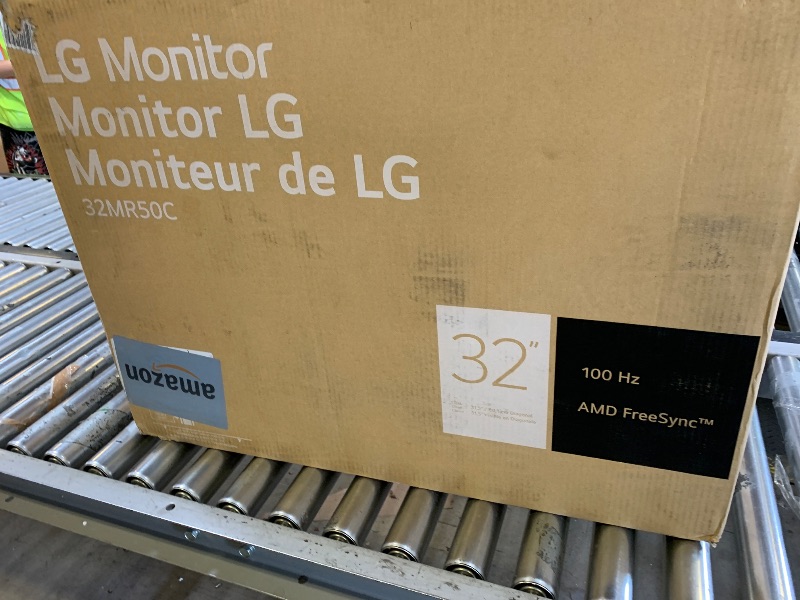 LG Monitor
Monitor LG
Moniteur de LG
32MR50C
amazon
32"
100 Hz
AMD FreeSync™